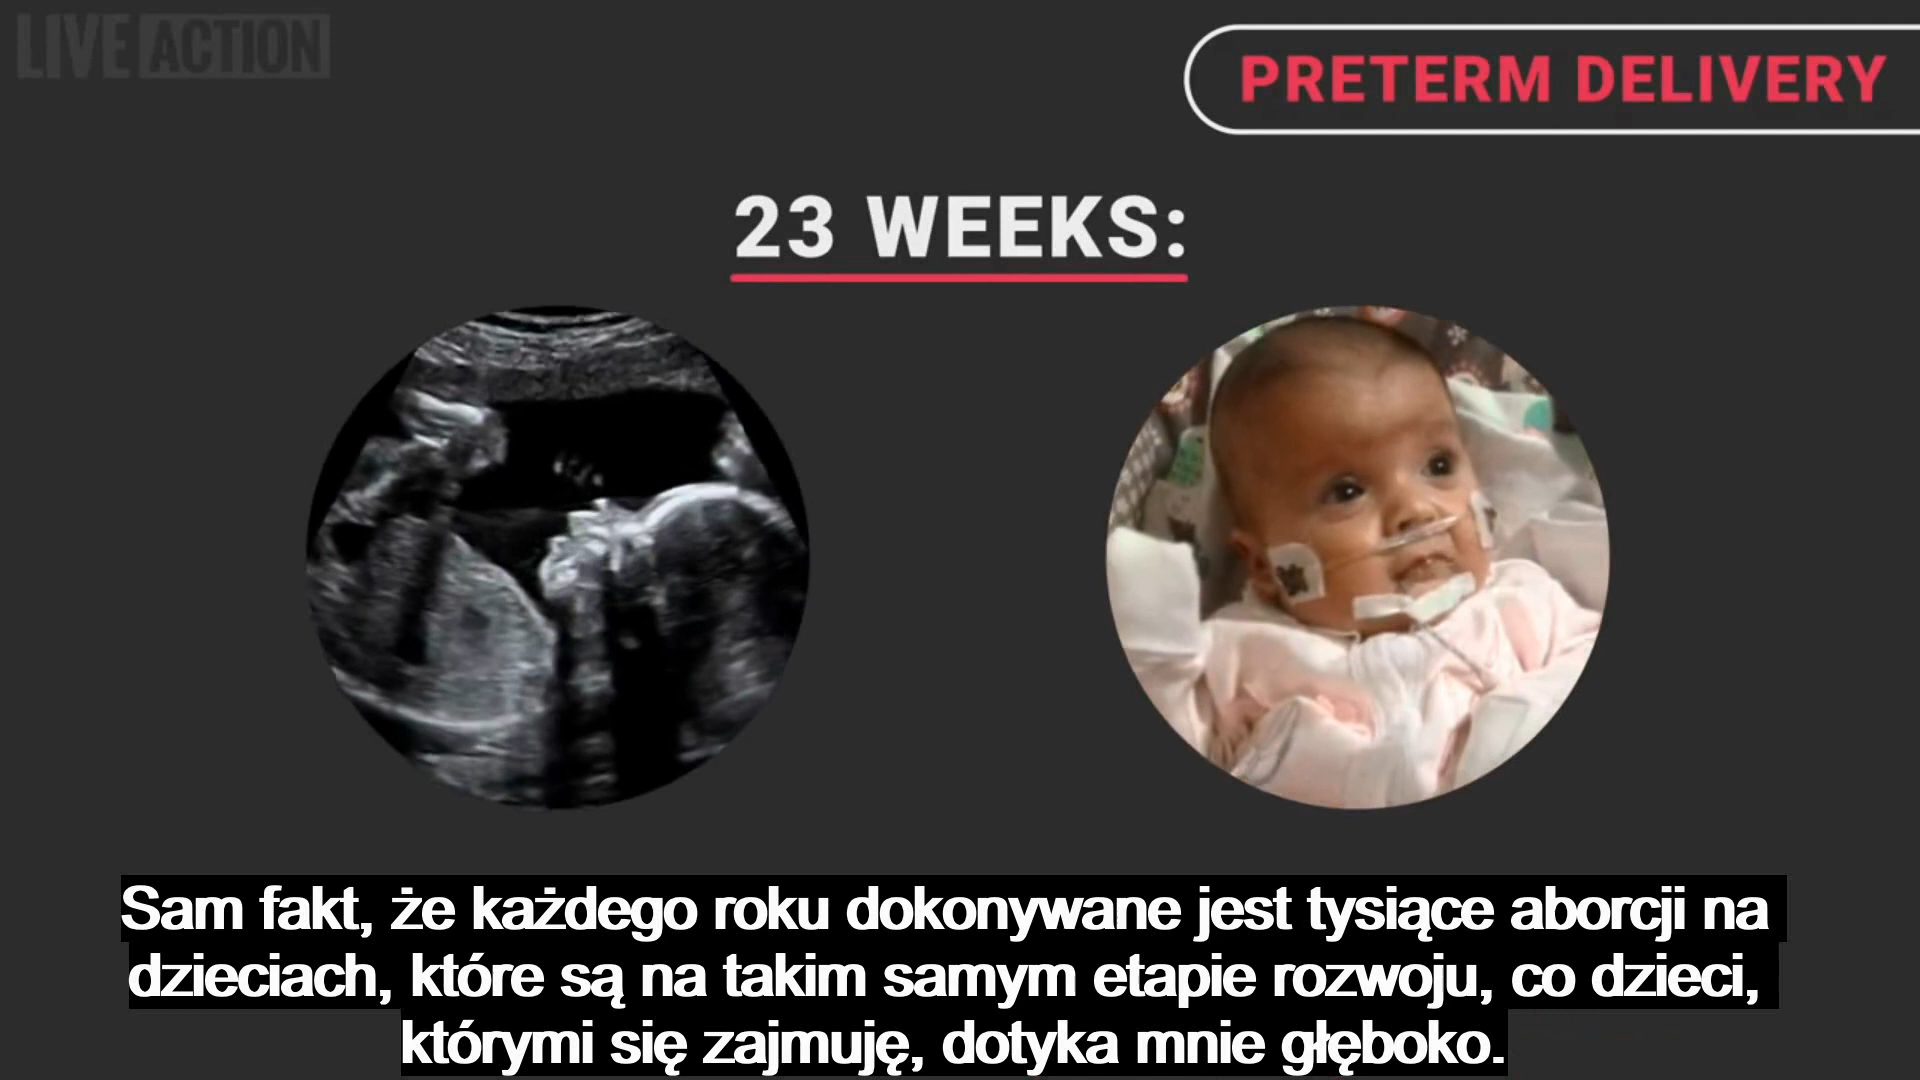 LIVE ACTION
PRETERM DELIVERY
23 WEEKS:
Sam fakt, że każdego roku dokonywane jest tysiące aborcji na
dzieciach, które są na takim samym etapie rozwoju, co dzieci,
którymi się zajmuję, dotyka mnie głęboko.